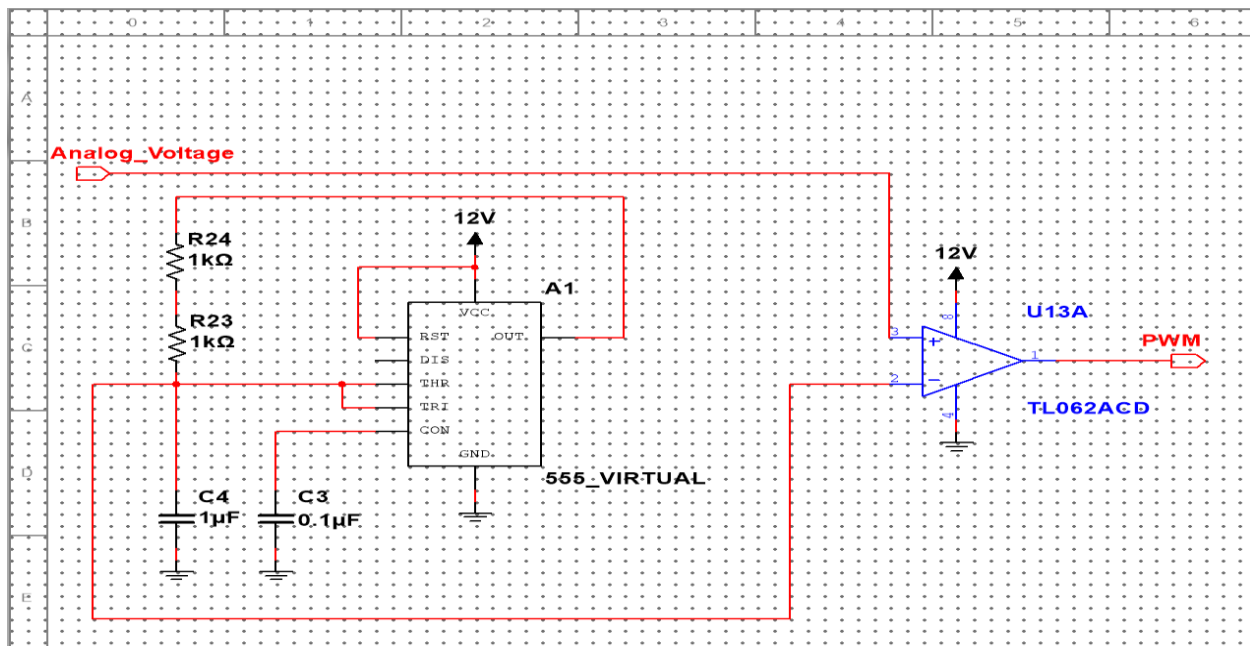 0 1 2 3 4 5 6
A
Analog_Voltage
B
12V
R24
1kΩ
12V
A1
U13A
VCC
8
R23
1kΩ
C
RST OUT
3
+
PWM
1
DIS
THR
2
−
TRI
4
TL062ACD
CON
GND
D
555_VIRTUAL
C4
1µF
C3
0.1µF
E